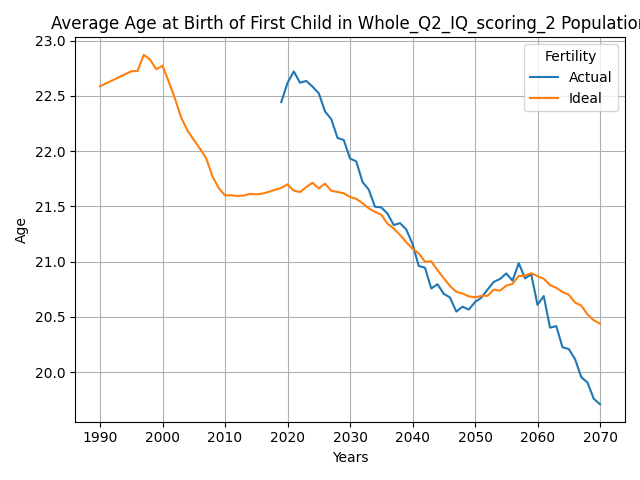 Average Age at Birth of First Child in Whole_Q2_IQ_scoring_2 Population
23.0
22.5
22.0
21.5
21.0
20.5
20.0
Age
Fertility
Actual
Ideal
1990 2000 2010 2020 2030 2040 2050 2060 2070
Years